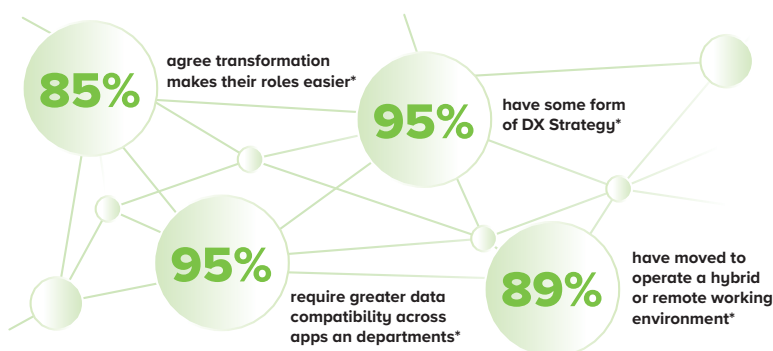 85%
agree transformation
makes their roles easier*
95%
have some form
of DX Strategy*
95%
require greater data
compatibility across
apps an departments*
89%
have moved to
operate a hybrid
or remote working
environment*